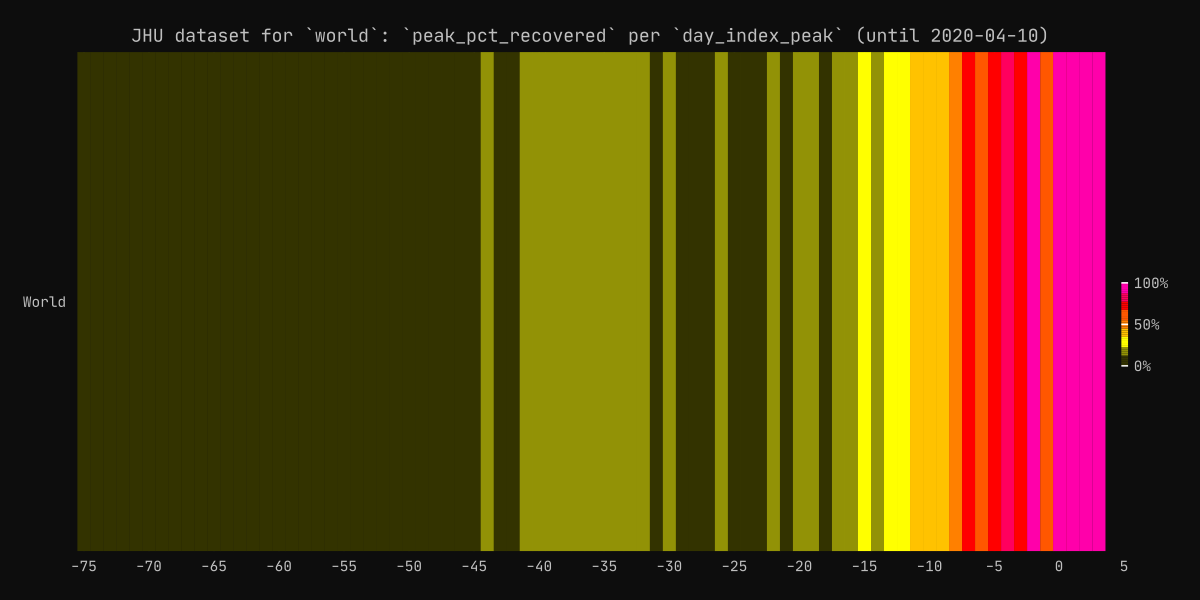 JHU dataset for `world`: `peak_pct_recovered` per `day_index_peak` (until 2020-04-10)
World
100%
50%
0%
-75 -70 -65 -60 -55 -50 -45 -40 -35 -30 -25 -20 -15 -10 -5 0 5